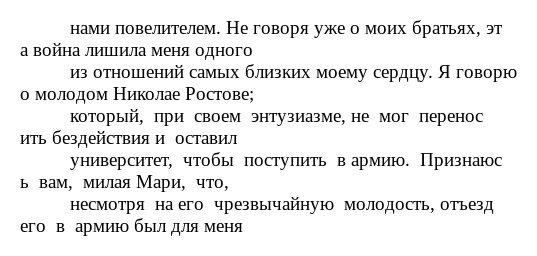 нами повелителем. Не говоря уже о моих братьях, эт
а война лишила меня одного
из отношений самых близких моему сердцу. Я говорю
о молодом Николае Ростове;
который, при своем энтузиазме, не мог перенос
ить бездействия и оставил
университет, чтобы поступить в армию. Признаюс
ь вам, милая Мари, что,
несмотря на его чрезвычайную молодость, отъезд
его в армию был для меня